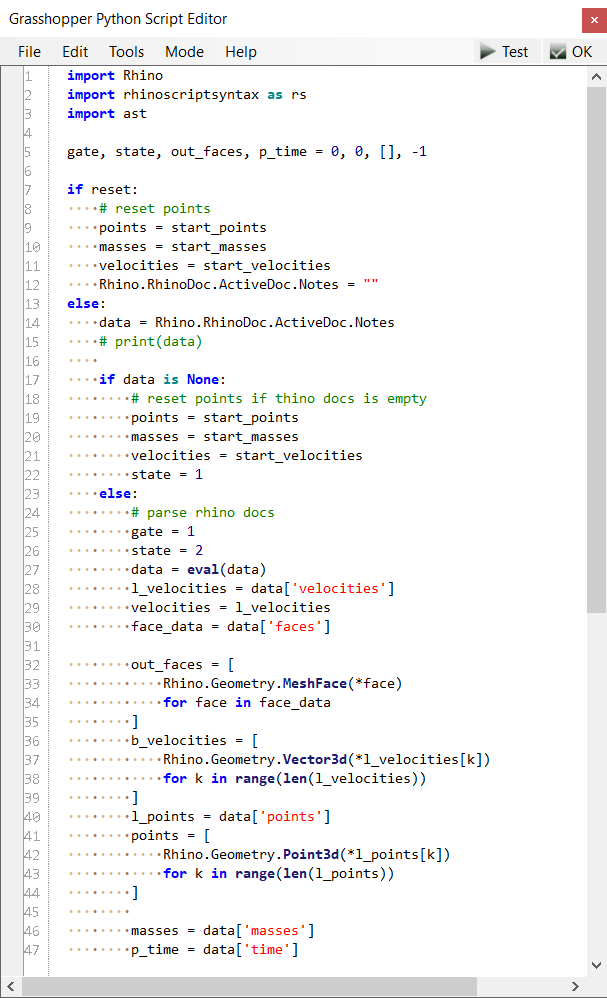 Grasshopper Python Script Editor
File Edit Tools Mode Help Test OK
1 import Rhino
2 import rhinoscriptsyntax as rs
3 import ast
4
5 gate, state, out_faces, p_time = 0, 0, [], -1
6
7 if reset:
8 ····# reset points
9 ····points = start_points
10 ····masses = start_masses
11 ····velocities = start_velocities
12 ····Rhino.RhinoDoc.ActiveDoc.Notes = ""
13 else:
14 ····data = Rhino.RhinoDoc.ActiveDoc.Notes
15 ····# print(data)
16 ····
17 ····if data is None:
18 ········# reset points if thino docs is empty
19 ········points = start_points
20 ········masses = start_masses
21 ········velocities = start_velocities
22 ········state = 1
23 ····else:
24 ········# parse rhino docs
25 ········gate = 1
26 ········state = 2
27 ········data = eval(data)
28 ········l_velocities = data['velocities']
29 ········velocities = l_velocities
30 ········face_data = data['faces']
31
32 ········out_faces = [
33 ············Rhino.Geometry.MeshFace(*face)
34 ············for face in face_data
35 ········]
36 ········b_velocities = [
37 ············Rhino.Geometry.Vector3d(*l_velocities[k])
38 ············for k in range(len(l_velocities))
39 ········]
40 ········l_points = data['points']
41 ········points = [
42 ············Rhino.Geometry.Point3d(*l_points[k])
43 ············for k in range(len(l_points))
44 ········]
45 ········
46 ········masses = data['masses']
47 ········p_time = data['time']